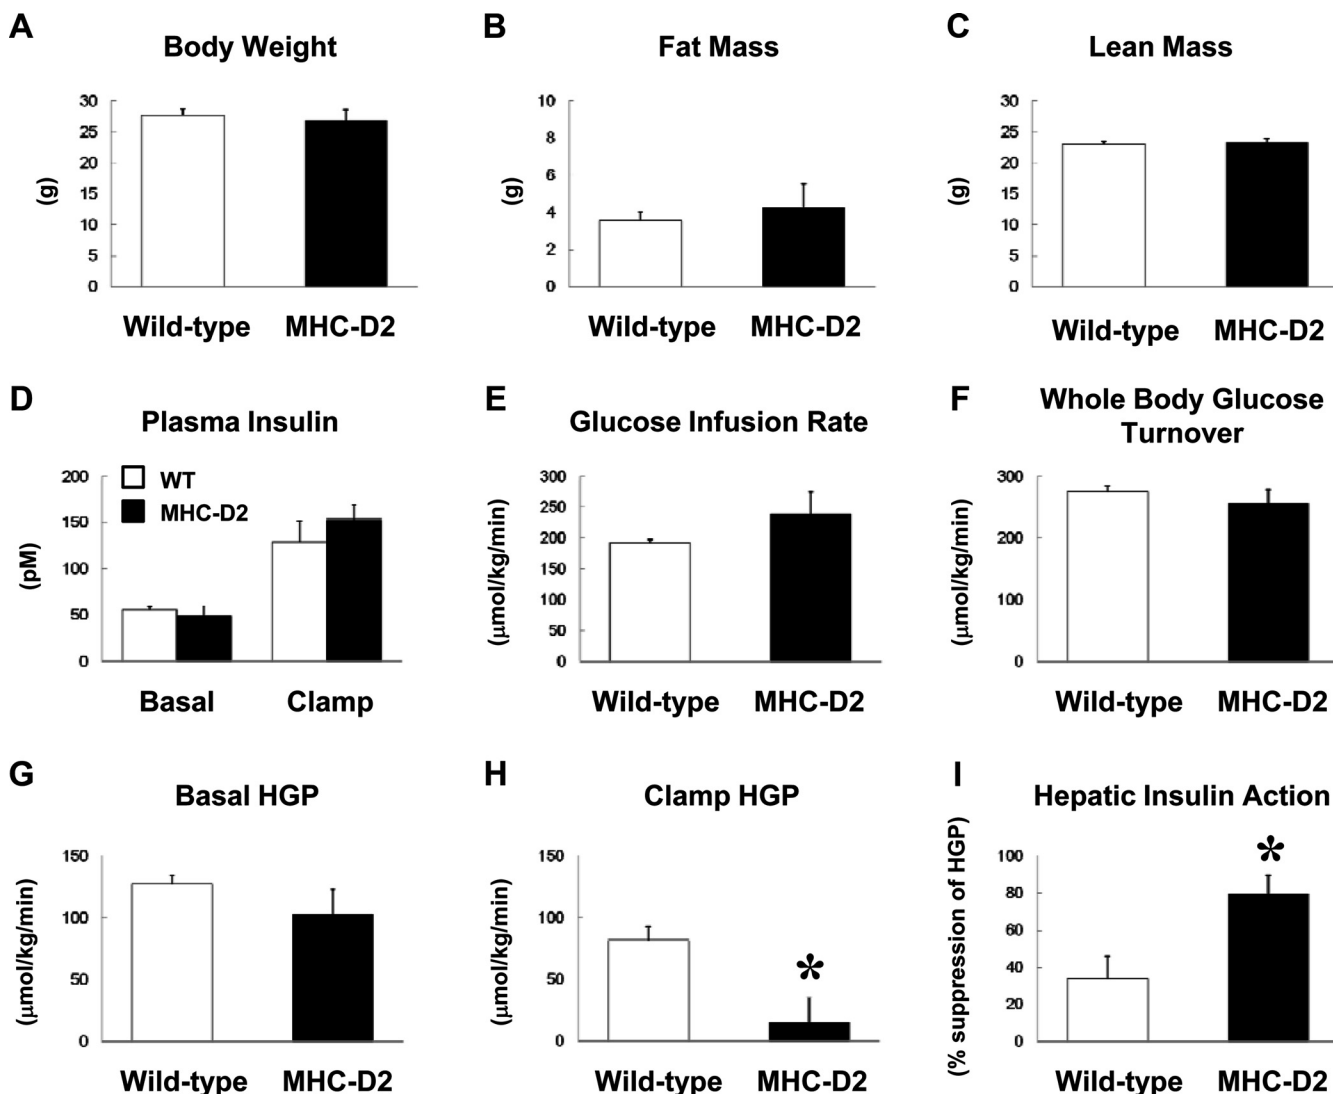 A
Body Weight
30
25
20
15
10
5
0
(g)
Wild-type MHC-D2
B
Fat Mass
10
8
6
4
2
0
(g)
Wild-type MHC-D2
C
Lean Mass
30
25
20
15
10
5
0
(g)
Wild-type MHC-D2
D
Plasma Insulin
WT
MHC-D2
200
150
100
50
0
(pM)
Basal Clamp
E
Glucose Infusion Rate
300
250
200
150
100
50
0
(μmol/kg/min)
Wild-type MHC-D2
F
Whole Body Glucose
Turnover
300
250
200
150
100
50
0
(μmol/kg/min)
Wild-type MHC-D2
G
Basal HGP
150
100
50
0
(μmol/kg/min)
Wild-type MHC-D2
H
Clamp HGP
150
100
50
0
(μmol/kg/min)
*
Wild-type MHC-D2
I
Hepatic Insulin Action
100
80
60
40
20
0
(% suppression of HGP)
*
Wild-type MHC-D2